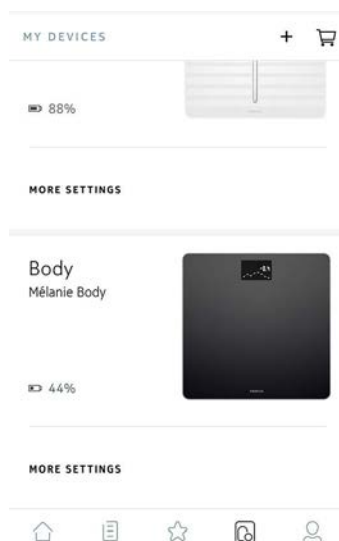 MY DEVICES
88%
MORE SETTINGS
Body
Mélanie Body
44%
MORE SETTINGS